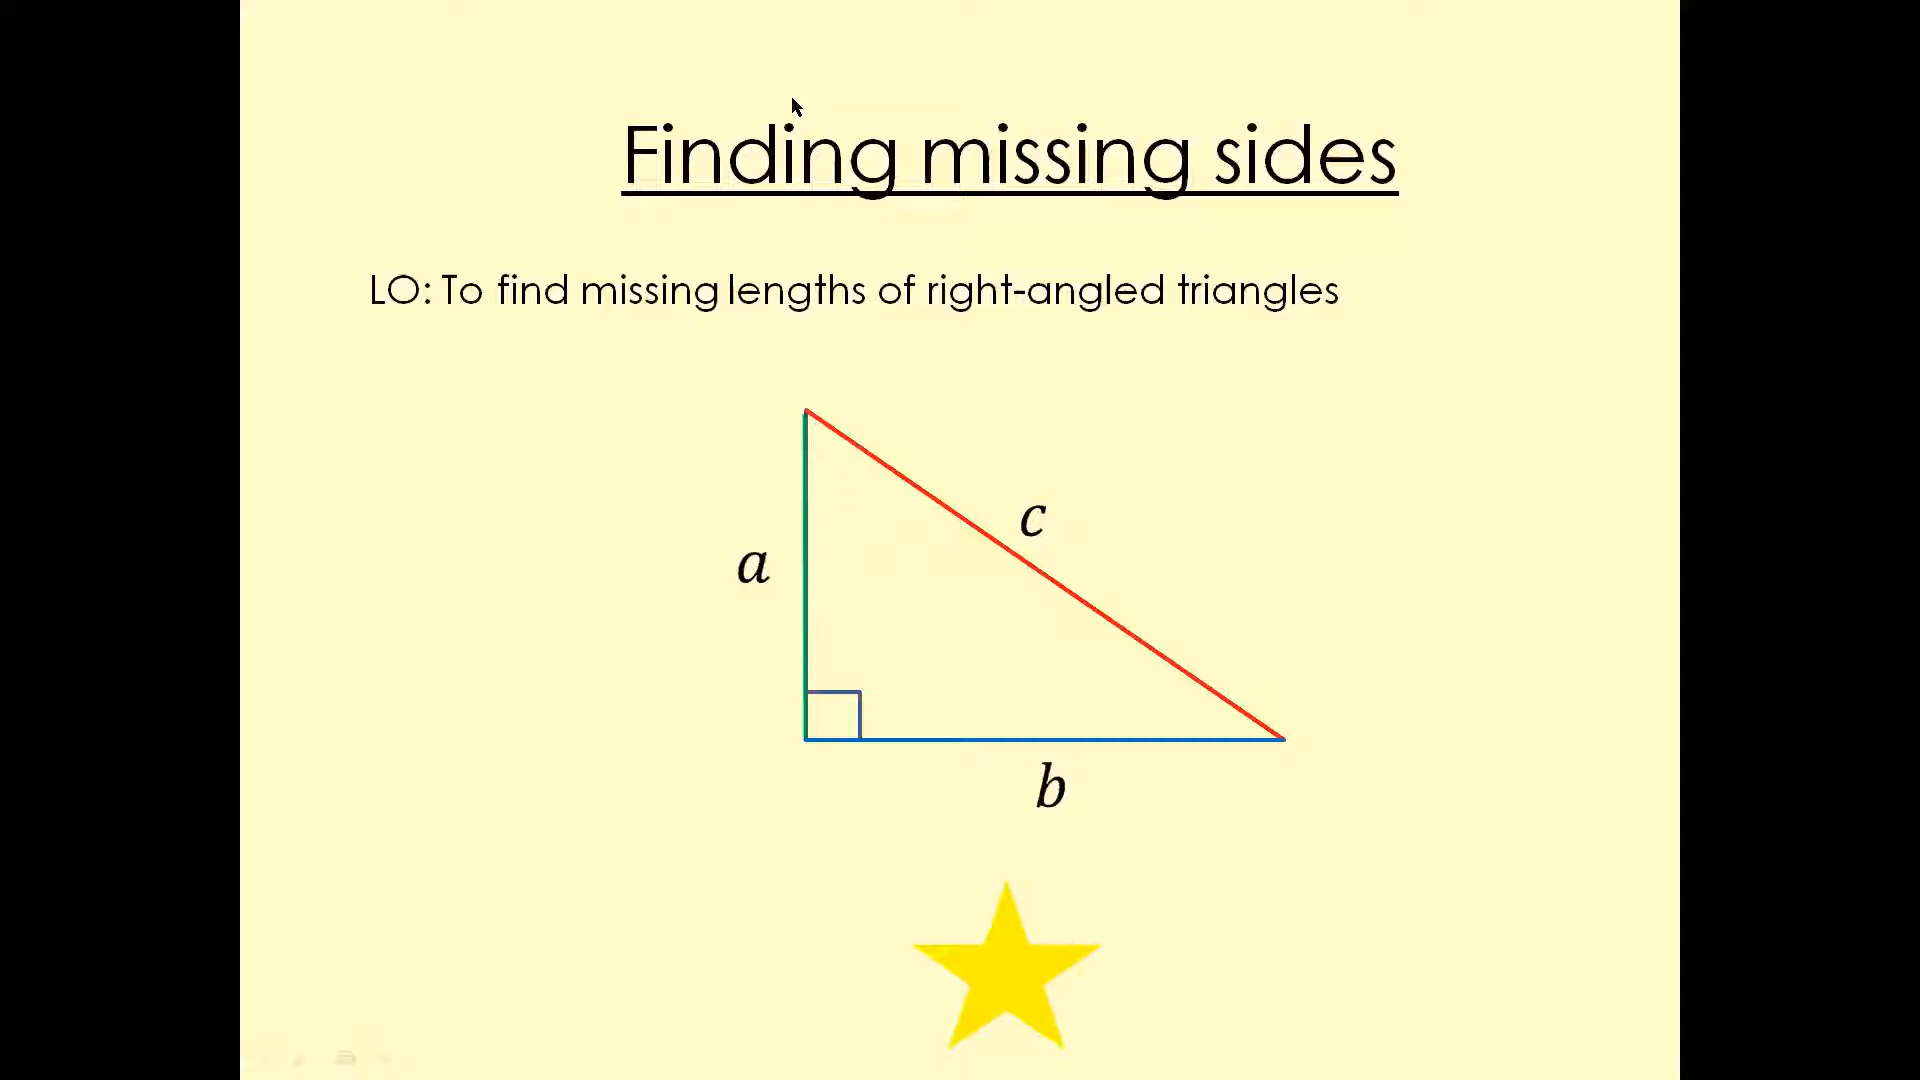 Finding missing sides
LO: To find missing lengths of right-angled triangles
c
a
b